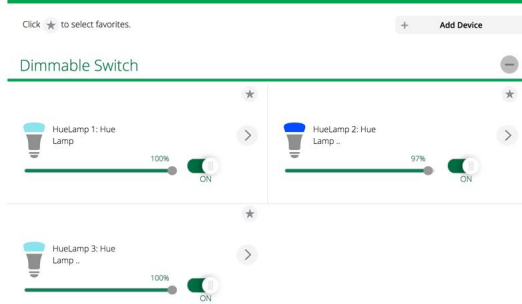 Click ★ to select favorites.
+ Add Device
Dimmable Switch
HueLamp 1: Hue
Lamp
100%
ON
HueLamp 2: Hue
Lamp ..
97%
ON
HueLamp 3: Hue
Lamp ..
100%
ON